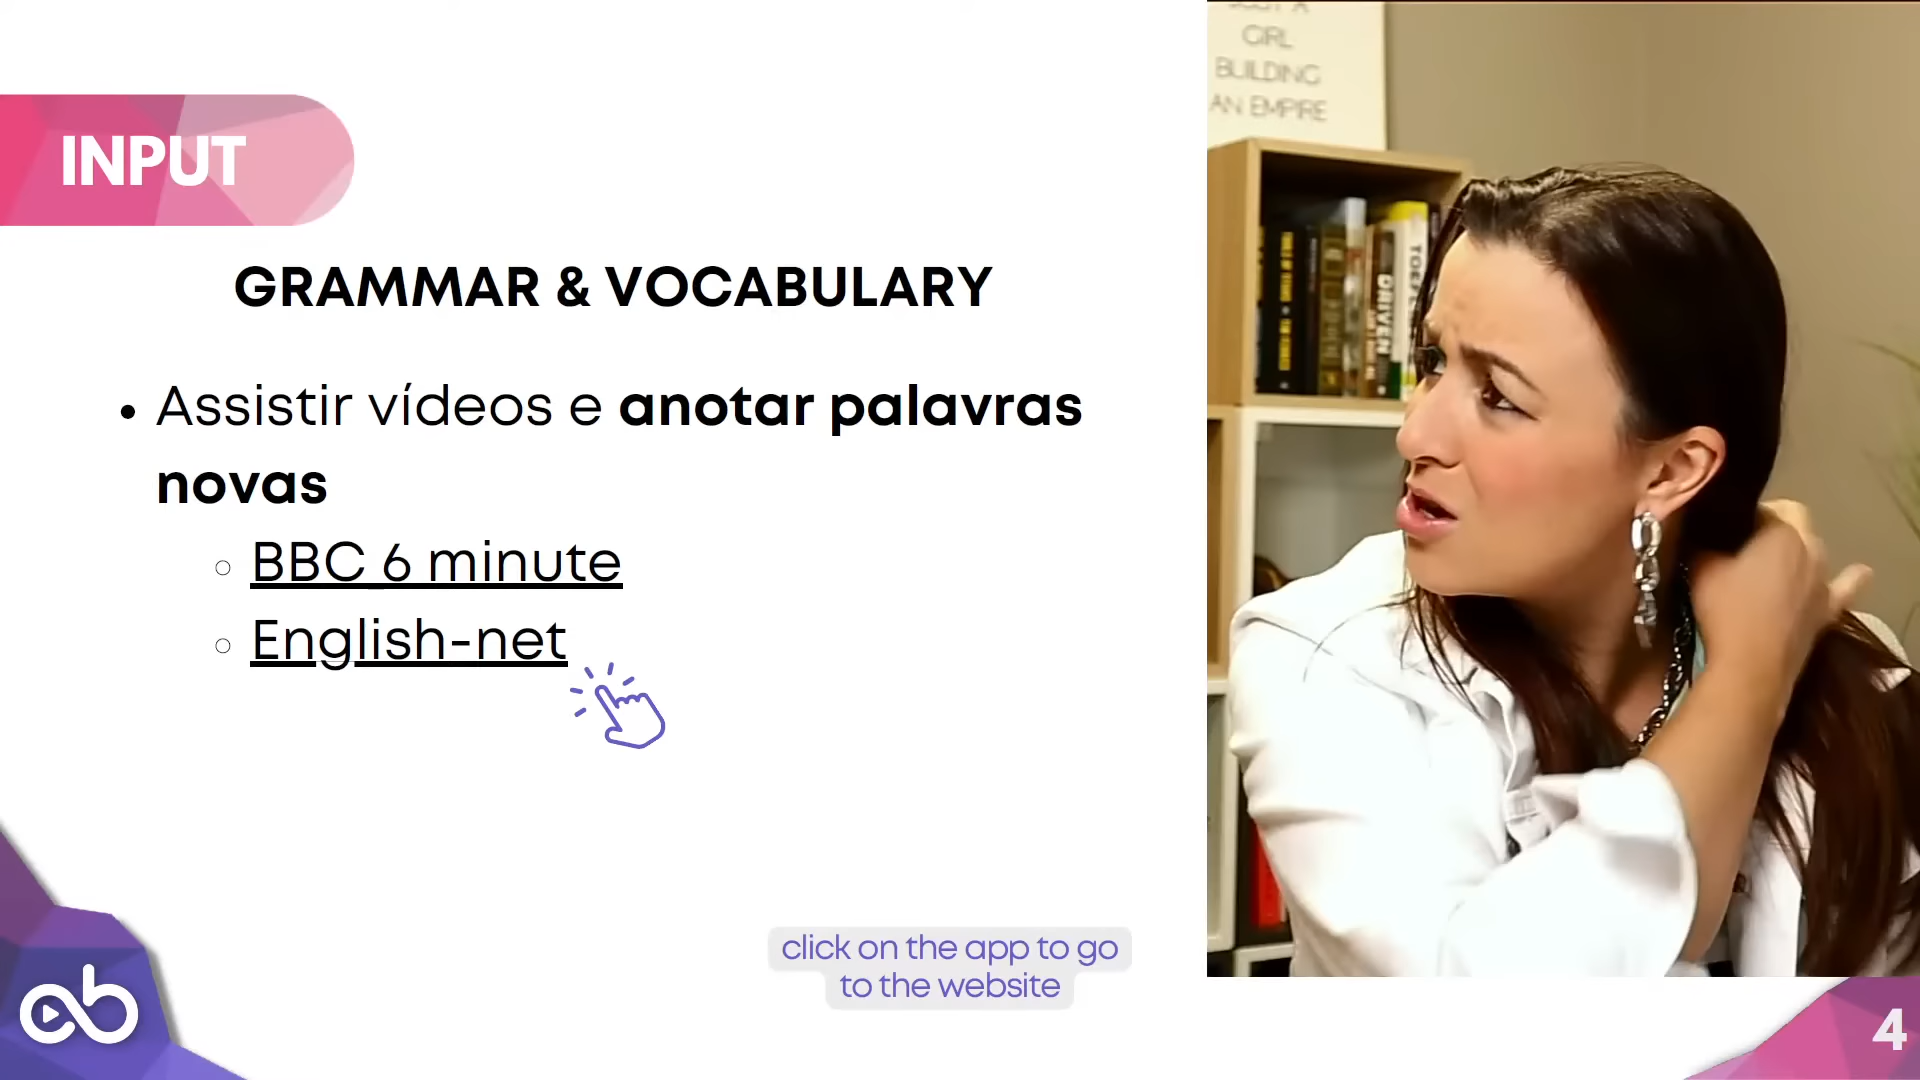 INPUT
GRAMMAR & VOCABULARY
• Assistir vídeos e anotar palavras
novas
BBC 6 minute
English-net
click on the app to go
to the website
4
GIRL
BUILDING
AN EMPIRE
DRIVEN